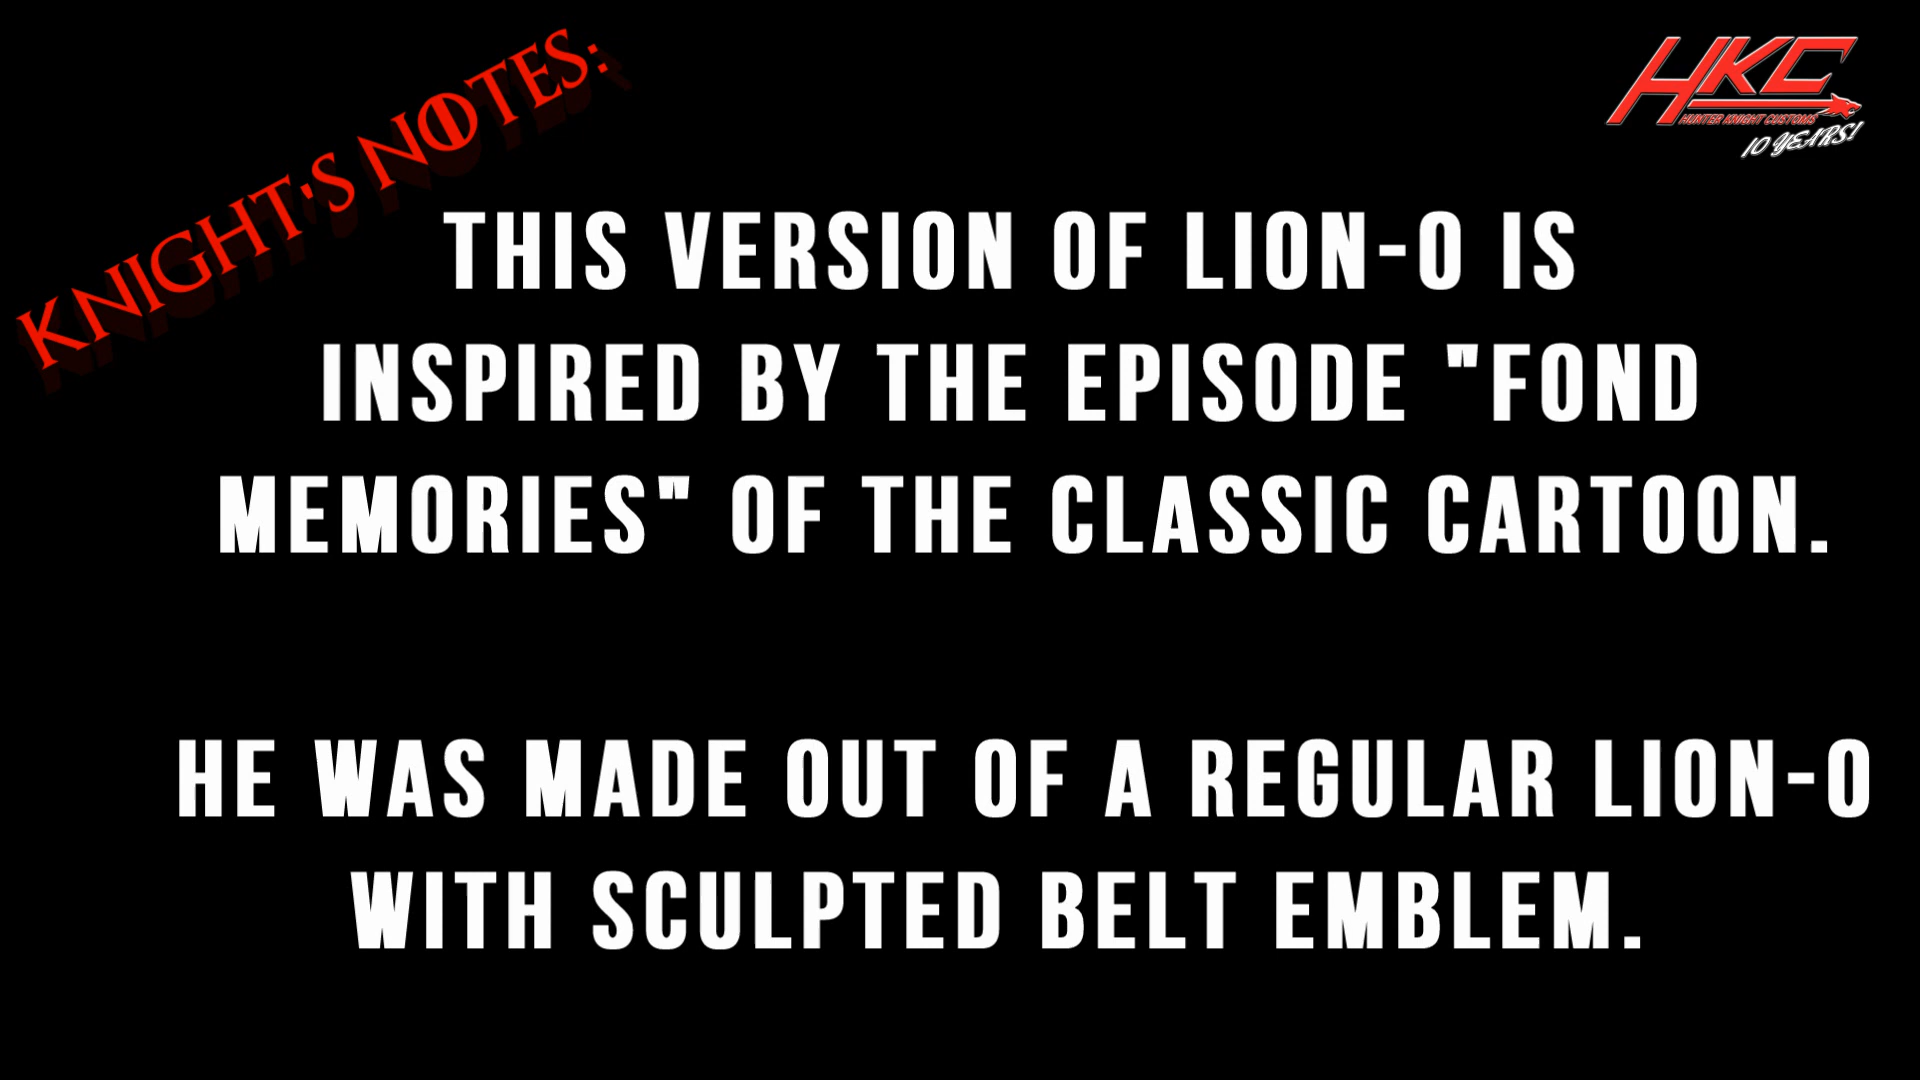 KNIGHT'S NOTES:
HKC
HUNTER KNIGHT CUSTOMS
10 YEARS!
THIS VERSION OF LION-O IS
INSPIRED BY THE EPISODE "FOND
MEMORIES" OF THE CLASSIC CARTOON.
HE WAS MADE OUT OF A REGULAR LION-O
WITH SCULPTED BELT EMBLEM.